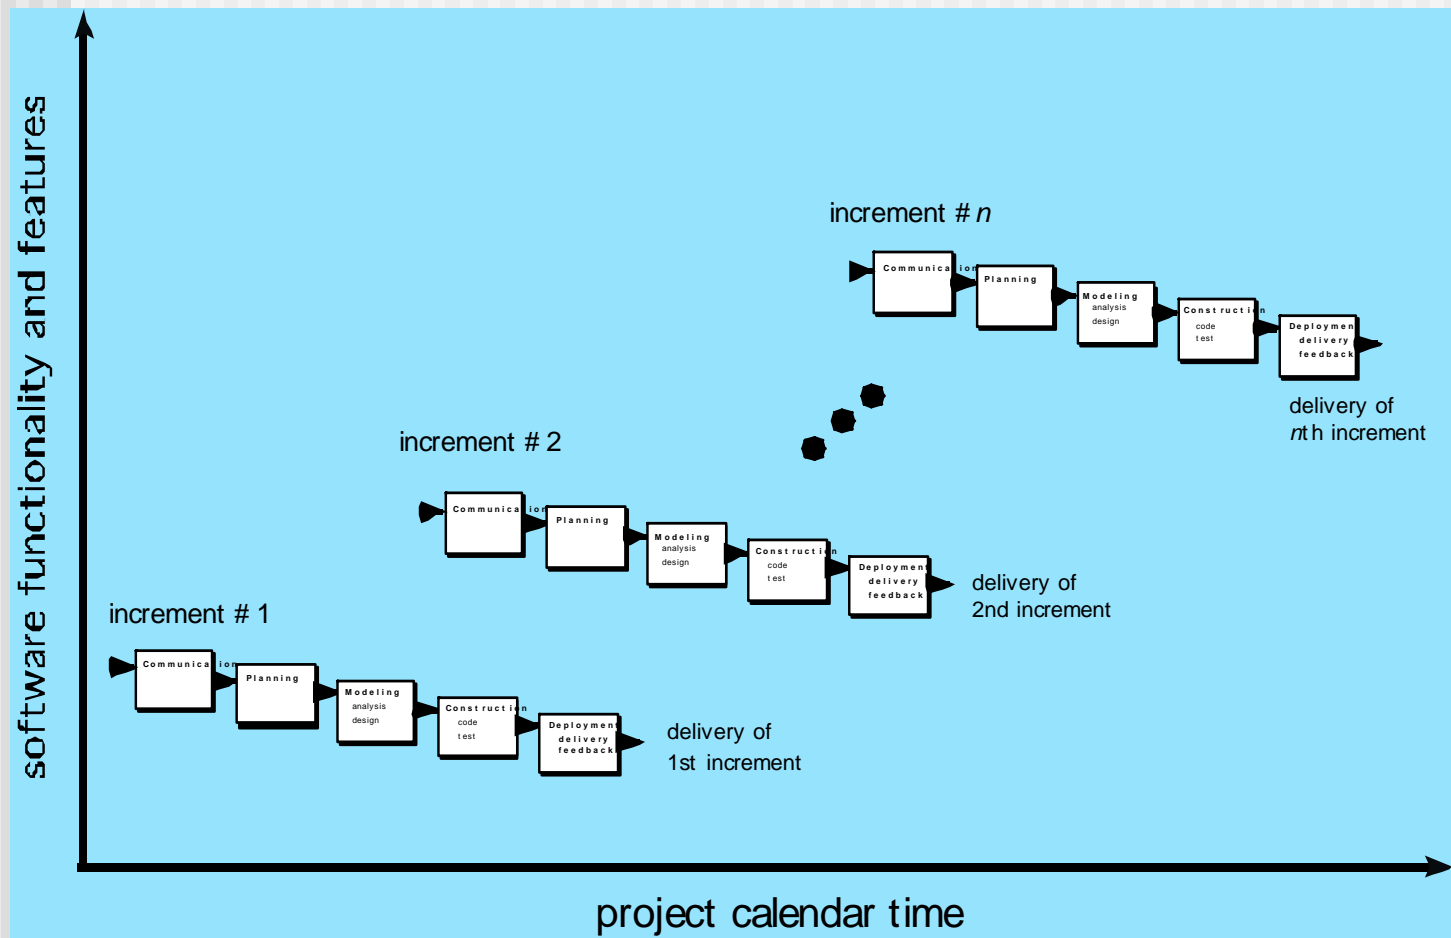 software functionality and features
increment # n
Communication
Planning
Modeling
analysis
design
Construction
code
test
Deployment
delivery
feedback
delivery of
nth increment
increment # 2
Communication
Planning
Modeling
analysis
design
Construction
code
test
Deployment
delivery
feedback
delivery of
2nd increment
increment # 1
Communication
Planning
Modeling
analysis
design
Construction
code
test
Deployment
delivery
feedback
delivery of
1st increment
project calendar time